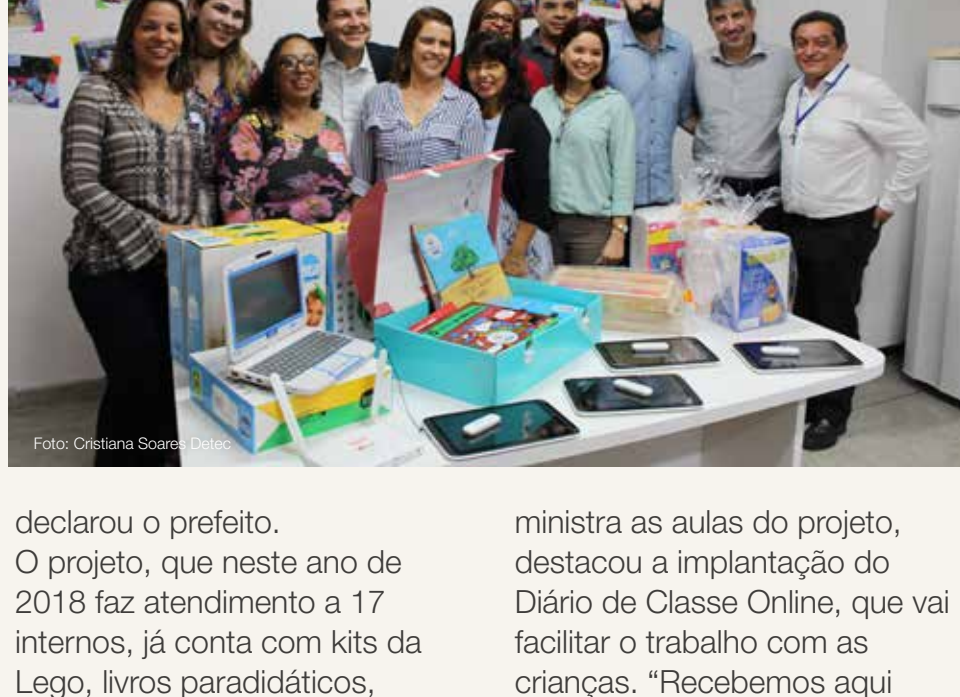 Foto: Cristiana Soares Detec
declarou o prefeito.
O projeto, que neste ano de
2018 faz atendimento a 17
internos, já conta com kits da
Lego, livros paradidáticos,
ministra as aulas do projeto,
destacou a implantação do
Diário de Classe Online, que vai
facilitar o trabalho com as
crianças. “Recebemos aqui